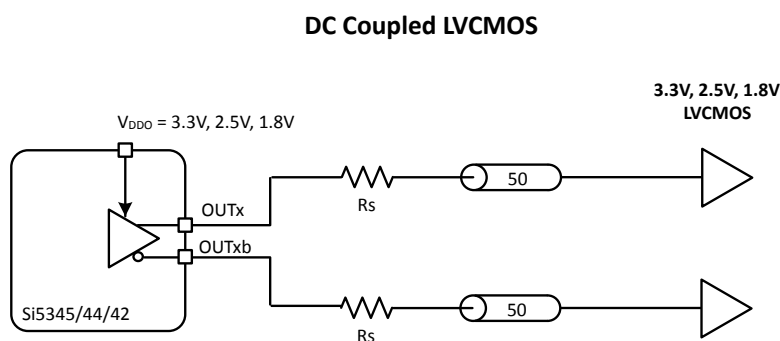 DC Coupled LVCMOS
3.3V, 2.5V, 1.8V
LVCMOS
VDDO = 3.3V, 2.5V, 1.8V
OUTx
Rs
50
OUTxb
Rs
50
Si5345/44/42